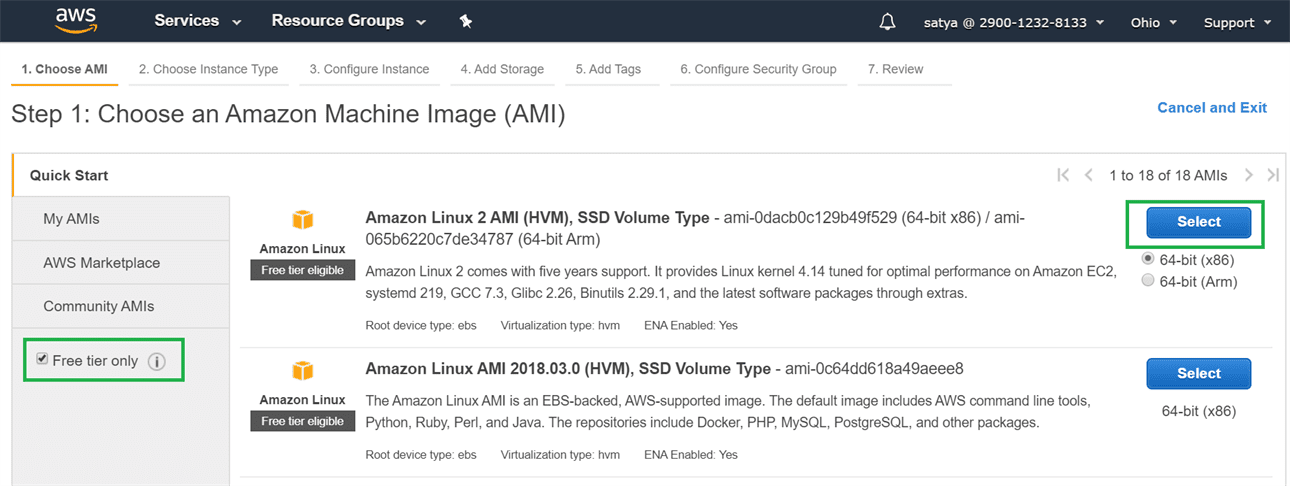 aws Services Resource Groups satya @ 2900-1232-8133 Ohio Support
1. Choose AMI 2. Choose Instance Type 3. Configure Instance 4. Add Storage 5. Add Tags 6. Configure Security Group 7. Review
Step 1: Choose an Amazon Machine Image (AMI)
Cancel and Exit
Quick Start
My AMIs
AWS Marketplace
Community AMIs
Free tier only
1 to 18 of 18 AMIs
Amazon Linux
Free tier eligible
Amazon Linux 2 AMI (HVM), SSD Volume Type - ami-0dacb0c129b49f529 (64-bit x86) / ami-
065b6220c7de34787 (64-bit Arm)
Amazon Linux 2 comes with five years support. It provides Linux kernel 4.14 tuned for optimal performance on Amazon EC2,
systemd 219, GCC 7.3, Glibc 2.26, Binutils 2.29.1, and the latest software packages through extras.
Root device type: ebs Virtualization type: hvm ENA Enabled: Yes
Select
64-bit (x86)
64-bit (Arm)
Amazon Linux
Free tier eligible
Amazon Linux AMI 2018.03.0 (HVM), SSD Volume Type - ami-0c64dd618a49aeee8
The Amazon Linux AMI is an EBS-backed, AWS-supported image. The default image includes AWS command line tools,
Python, Ruby, Perl, and Java. The repositories include Docker, PHP, MySQL, PostgreSQL, and other packages.
Root device type: ebs Virtualization type: hvm ENA Enabled: Yes
Select
64-bit (x86)